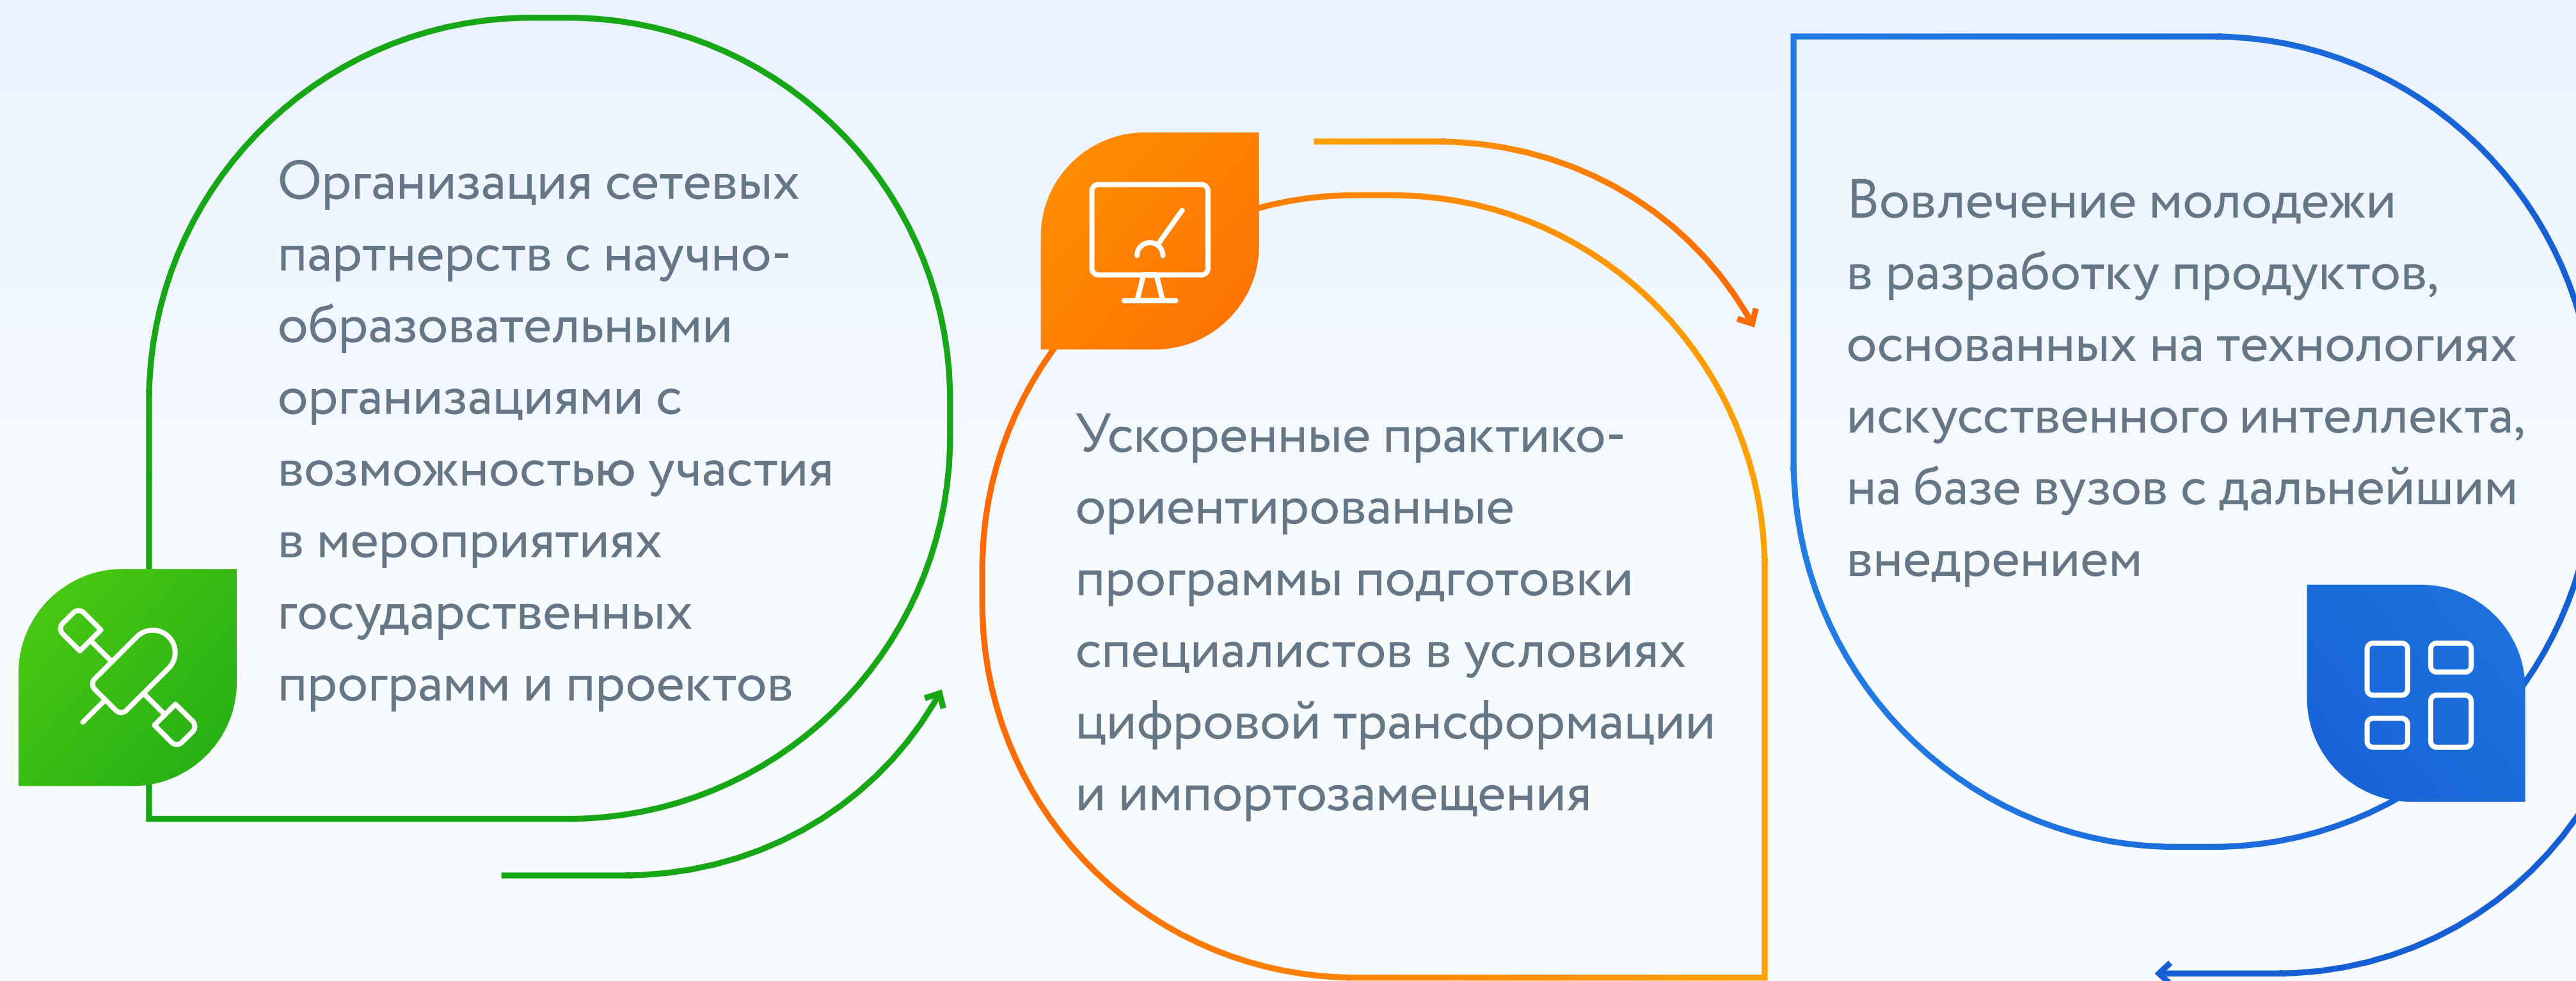 Организация сетевых
партнерств с научно-
образовательными
организациями с
возможностью участия
в мероприятиях
государственных
программ и проектов
Ускоренные практико-
ориентированные
программы подготовки
специалистов в условиях
цифровой трансформации
и импортозамещения
Вовлечение молодежи
в разработку продуктов,
основанных на технологиях
искусственного интеллекта,
на базе вузов с дальнейшим
внедрением